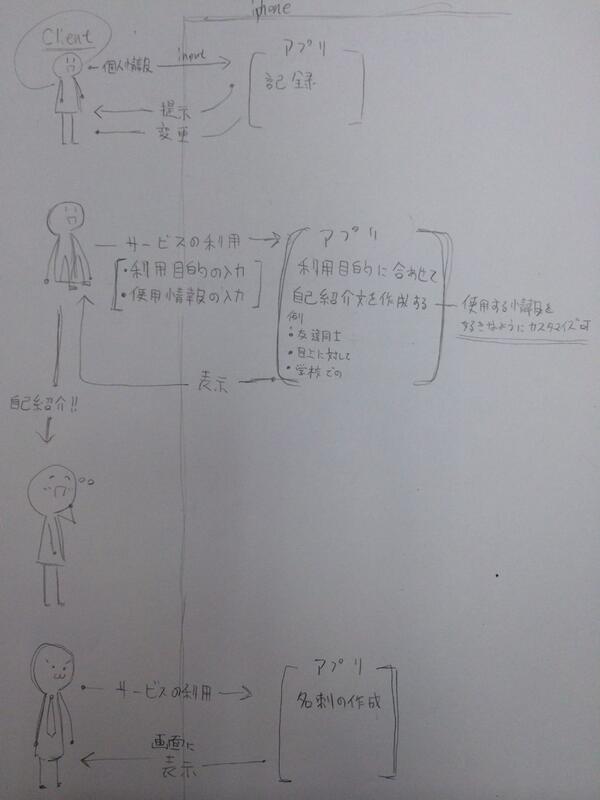 iphone
Client
個人情報
input
アプリ
記録
提示
変更
サービスの利用
・利用目的の入力
・使用情報の入力
アプリ
利用目的に合わせて
自己紹介文を作成する
例)
・友達同士
・目上に対して
・学校での
使用する情報を
好きなようにカスタマイズ可
表示
自己紹介!!
サービスの利用
アプリ
名刺の作成
画面に
表示